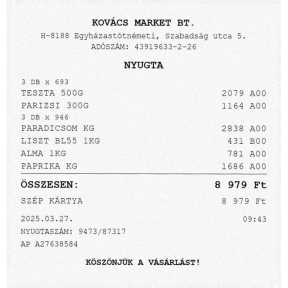 KOVÁCS MARKET BT.
H-8188 Egyházastótnémeti, Szabadság utca 5.
ADÓSZÁM: 43919633-2-26
NYUGTA
3 DB x 693
TESZTA 500G 2079 A00
PARIZSI 300G 1164 A00
3 DB x 946
PARADICSOM KG 2838 A00
LISZT BL55 1KG 431 B00
ALMA 1KG 781 A00
PAPRIKA KG 1686 A00
ÖSSZESEN: 8 979 Ft
SZÉP KÁRTYA 8 979 Ft
2025.03.27. 09:43
NYUGTASZÁM: 9473/87317
AP A27638584
KÖSZÖNJÜK A VÁSÁRLÁST!